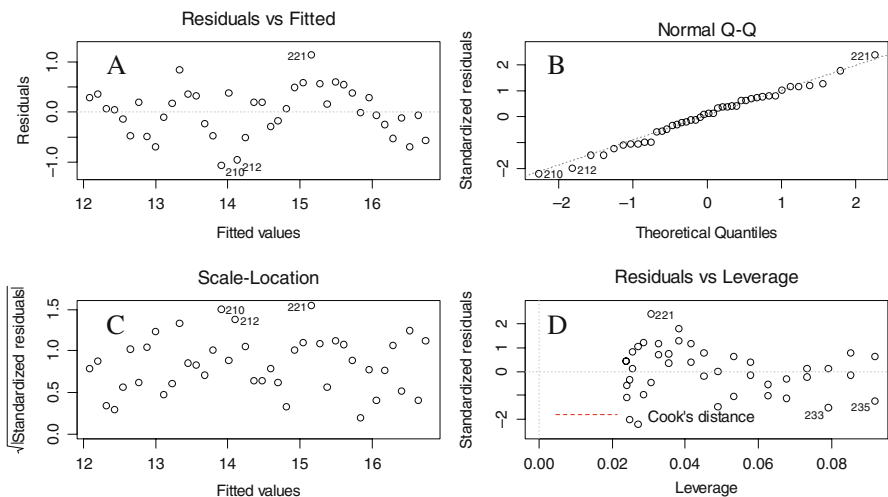 Residuals vs Fitted
A
221
210
212
Residuals
1.0
0.0
−1.0
12 13 14 15 16
Fitted values
Normal Q-Q
B
221
210
212
Standardized residuals
2
1
0
−2
−2 −1 0 1 2
Theoretical Quantiles
Scale-Location
C
210
212
221
√|Standardized residuals|
1.5
1.0
0.5
0.0
12 13 14 15 16
Fitted values
Residuals vs Leverage
D
221
Cook's distance
233
235
Standardized residuals
2
1
0
−2
0.00 0.02 0.04 0.06 0.08
Leverage